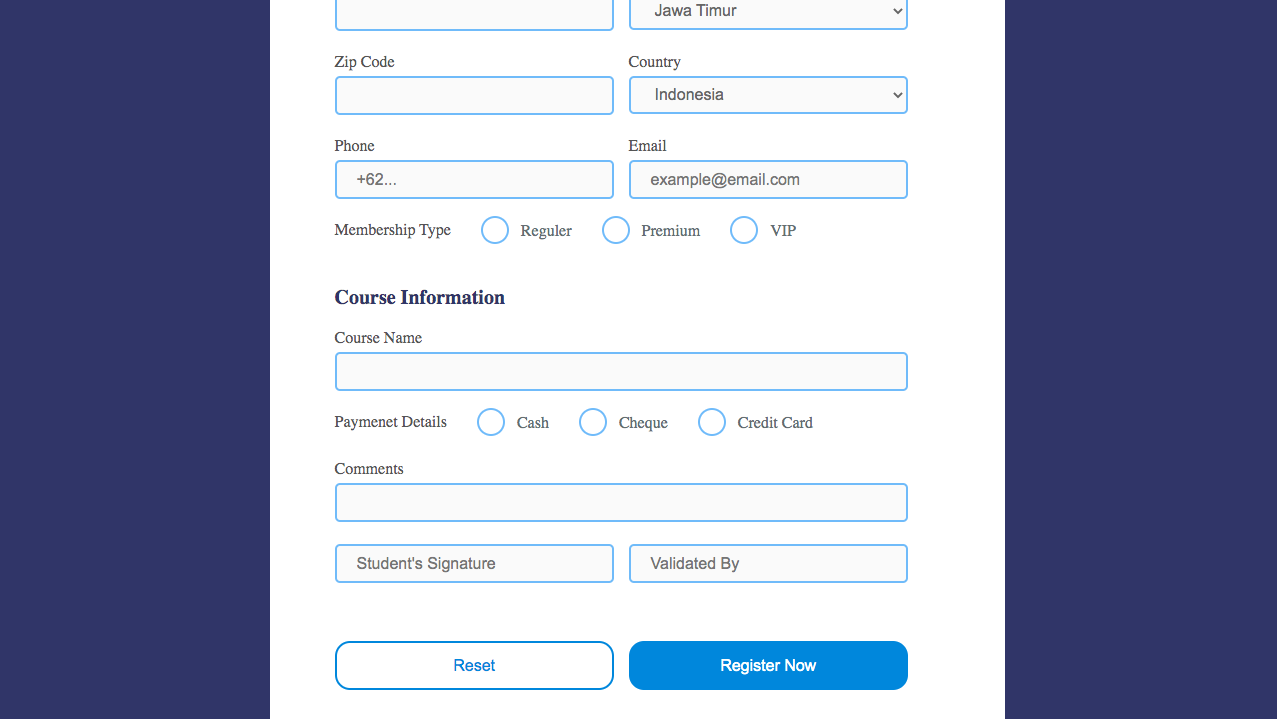 Jawa Timur
Zip Code Country
Indonesia
Phone Email
+62... example@email.com
Membership Type Reguler Premium VIP
Course Information
Course Name
Paymenet Details Cash Cheque Credit Card
Comments
Student's Signature Validated By
Reset Register Now